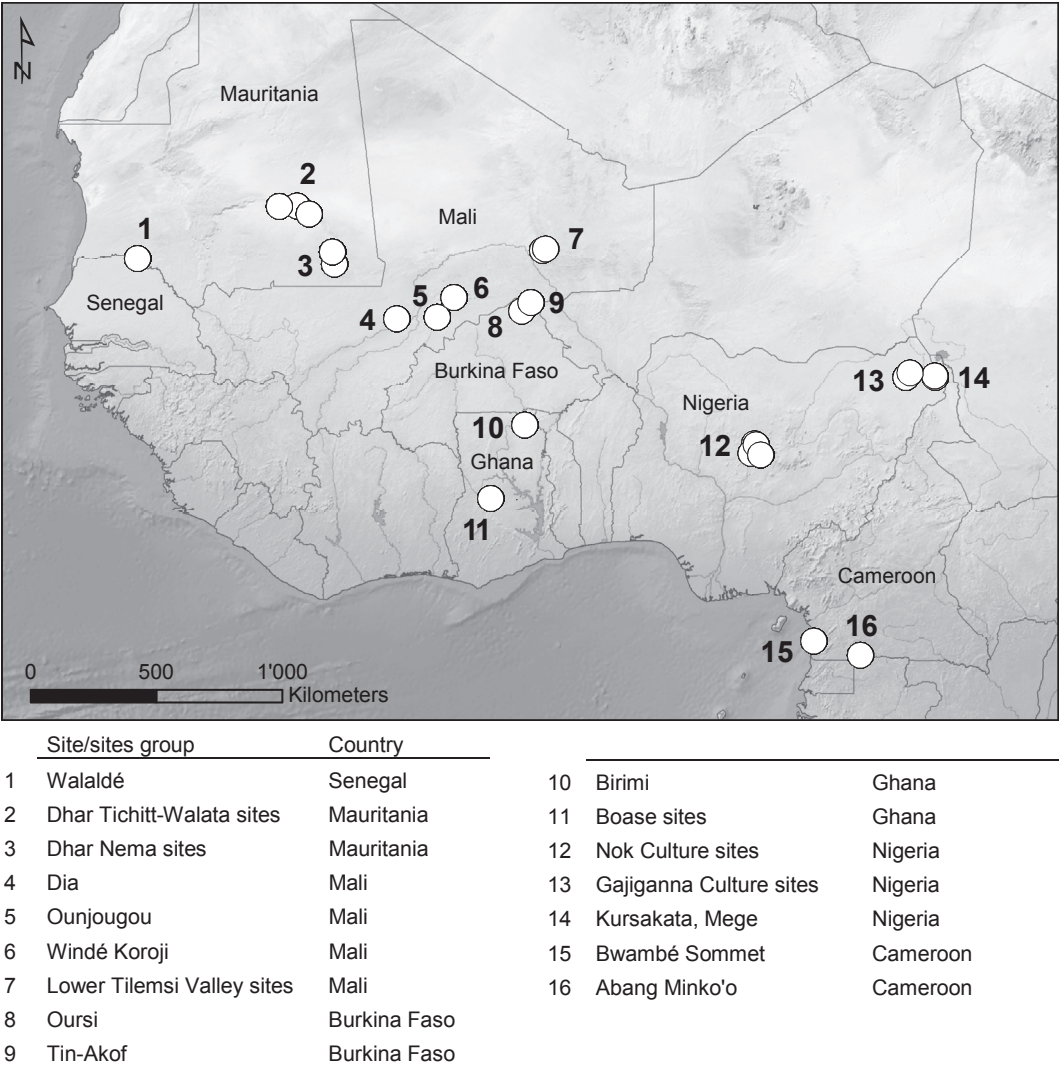 N
Mauritania
2
1
Mali
7
3
Senegal
6
5
9
4
8
Burkina Faso
13
14
Nigeria
10
12
Ghana
11
Cameroon
16
15
0 500 1'000
Kilometers
Site/sites group Country
1 Walaldé Senegal
2 Dhar Tichitt-Walata sites Mauritania
3 Dhar Nema sites Mauritania
4 Dia Mali
5 Ounjougou Mali
6 Windé Koroji Mali
7 Lower Tilemsi Valley sites Mali
8 Oursi Burkina Faso
9 Tin-Akof Burkina Faso
10 Birimi Ghana
11 Boase sites Ghana
12 Nok Culture sites Nigeria
13 Gajiganna Culture sites Nigeria
14 Kursakata, Mege Nigeria
15 Bwambé Sommet Cameroon
16 Abang Minko'o Cameroon